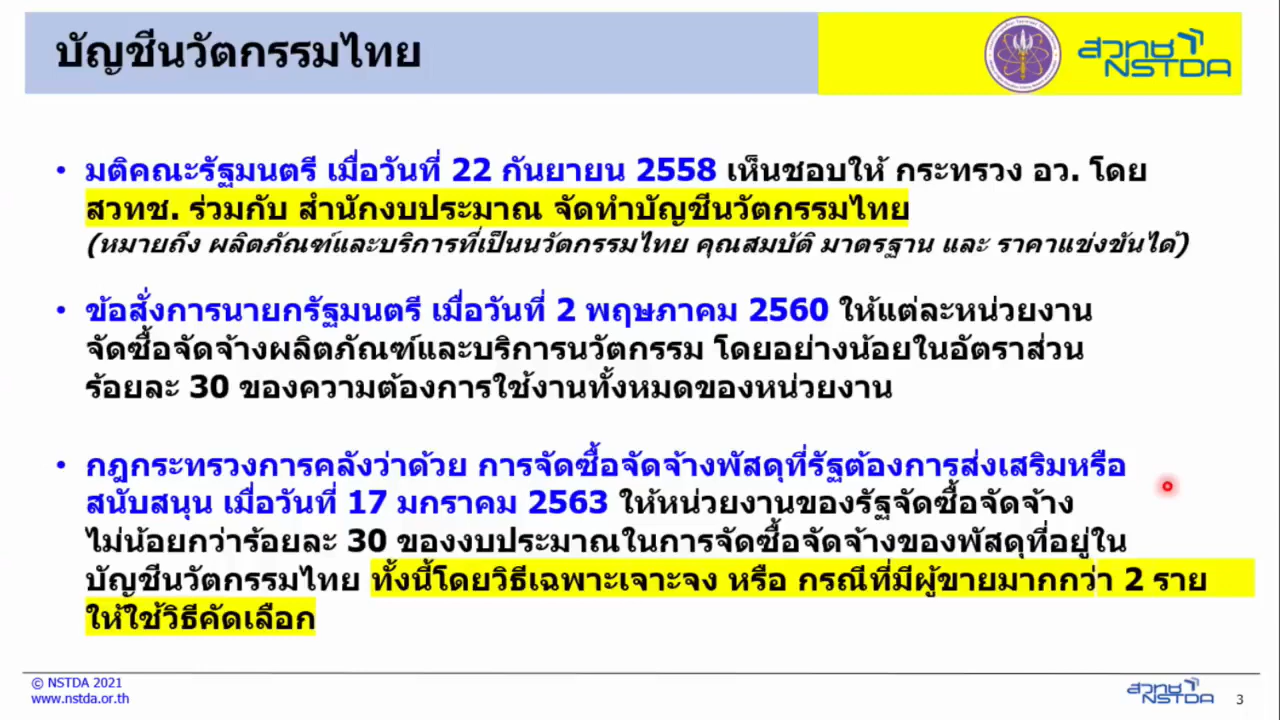 บัญชีนวัตกรรมไทย
สวทช
NSTDA
• มติคณะรัฐมนตรี เมื่อวันที่ 22 กันยายน 2558 เห็นชอบให้ กระทรวง อว. โดย
สวทช. ร่วมกับ สำนักงบประมาณ จัดทำบัญชีนวัตกรรมไทย
(หมายถึง ผลิตภัณฑ์และบริการที่เป็นนวัตกรรมไทย คุณสมบัติ มาตรฐาน และ ราคาแข่งขันได้)
• ข้อสั่งการนายกรัฐมนตรี เมื่อวันที่ 2 พฤษภาคม 2560 ให้แต่ละหน่วยงาน
จัดซื้อจัดจ้างผลิตภัณฑ์และบริการนวัตกรรม โดยอย่างน้อยในอัตราส่วน
ร้อยละ 30 ของความต้องการใช้งานทั้งหมดของหน่วยงาน
• กฎกระทรวงการคลังว่าด้วย การจัดซื้อจัดจ้างพัสดุที่รัฐต้องการส่งเสริมหรือ
สนับสนุน เมื่อวันที่ 17 มกราคม 2563 ให้หน่วยงานของรัฐจัดซื้อจัดจ้าง
ไม่น้อยกว่าร้อยละ 30 ของงบประมาณในการจัดซื้อจัดจ้างของพัสดุที่อยู่ใน
บัญชีนวัตกรรมไทย ทั้งนี้โดยวิธีเฉพาะเจาะจง หรือ กรณีที่มีผู้ขายมากกว่า 2 ราย
ให้ใช้วิธีคัดเลือก
© NSTDA 2021
www.nstda.or.th
สวทช
NSTDA
3